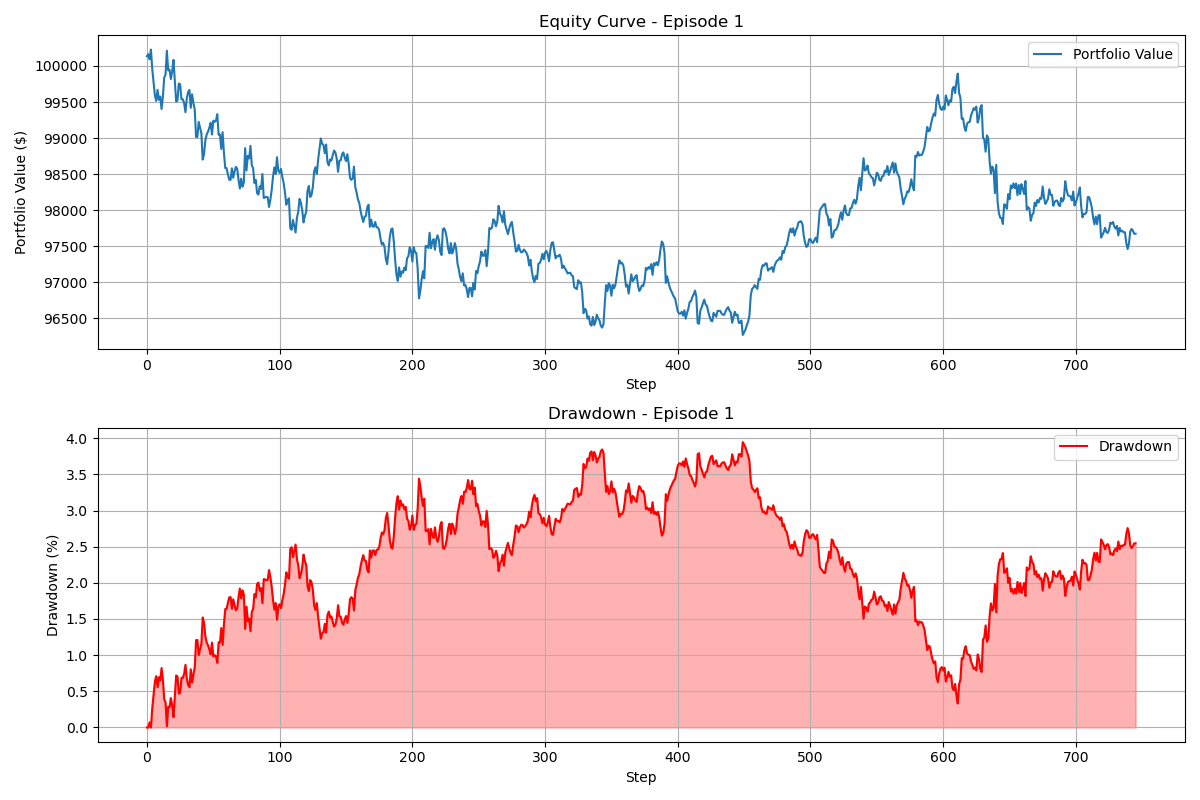 Equity Curve - Episode 1
Portfolio Value
Portfolio Value ($)
100000
99500
99000
98500
98000
97500
97000
96500
0 100 200 300 400 500 600 700
Step
Drawdown - Episode 1
Drawdown
Drawdown (%)
4.0
3.5
3.0
2.5
2.0
1.5
1.0
0.5
0.0
0 100 200 300 400 500 600 700
Step